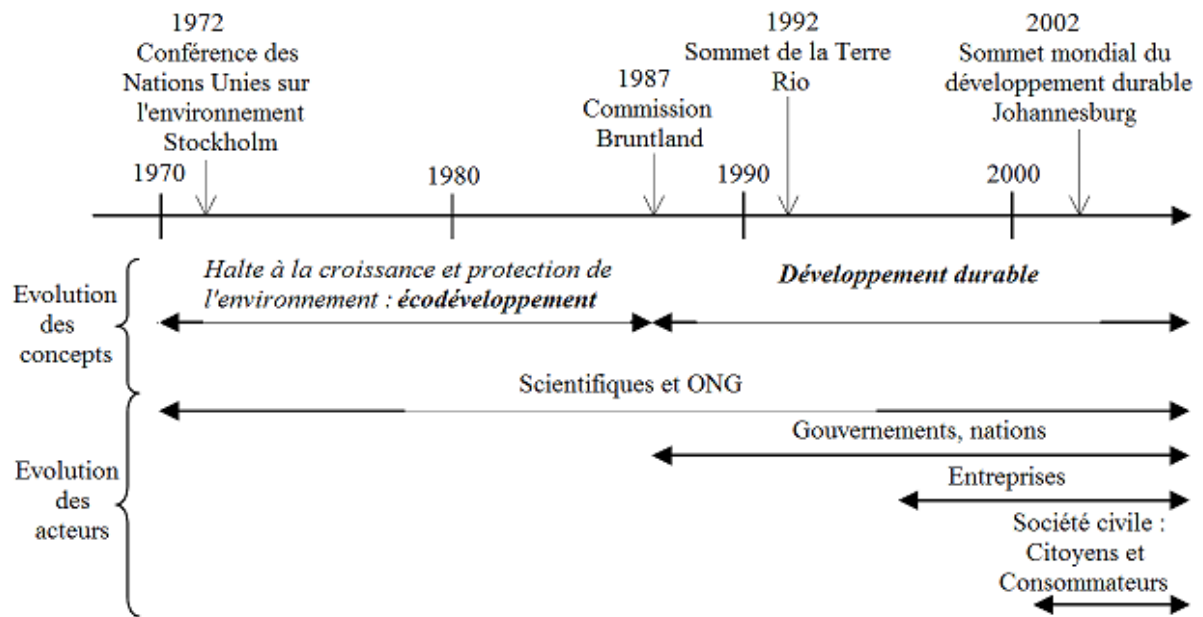 1972
Conférence des
Nations Unies sur
l'environnement
Stockholm
1987
Commission
Bruntland
1992
Sommet de la Terre
Rio
2002
Sommet mondial du
développement durable
Johannesburg
1970
1980
1990
2000
Evolution
des
concepts
Halte à la croissance et protection de
l'environnement : écodéveloppement
Développement durable
Evolution
des
acteurs
Scientifiques et ONG
Gouvernements, nations
Entreprises
Société civile :
Citoyens et
Consommateurs